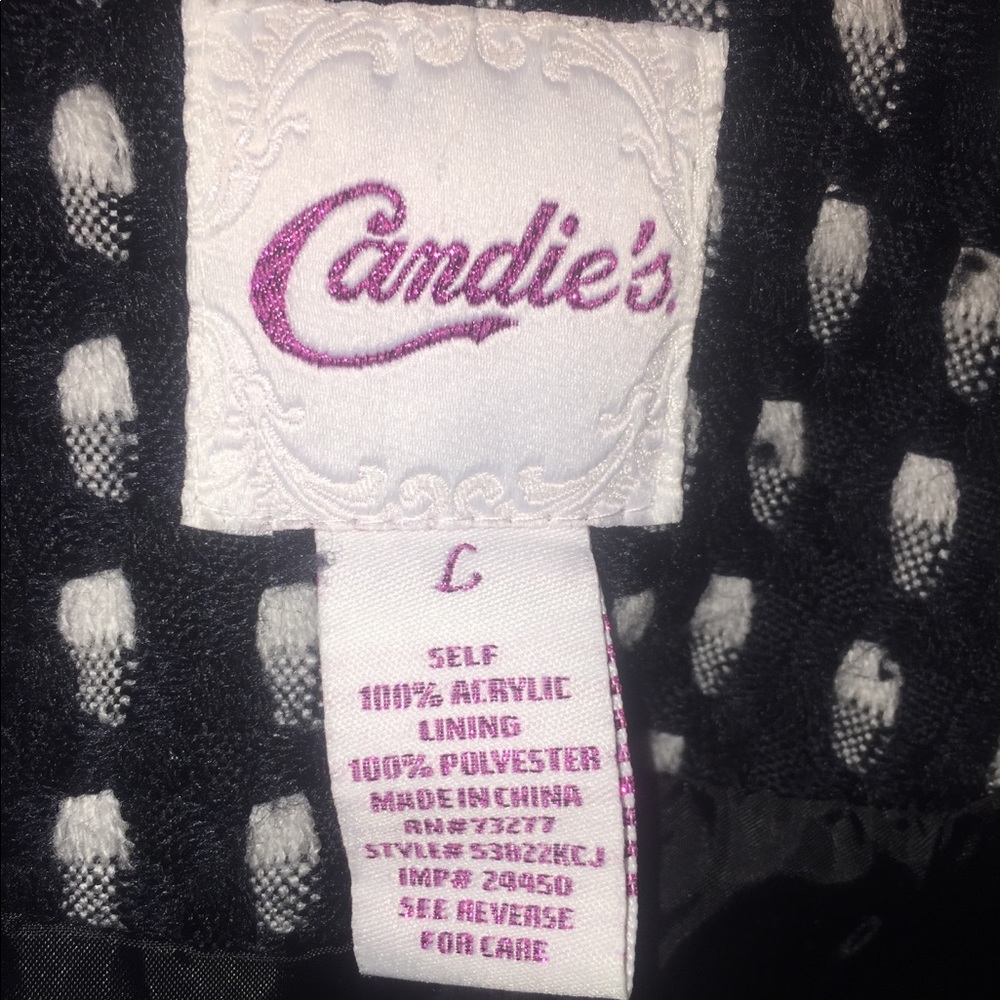 Candie's.
L
SELF
100% ACRYLIC
LINING
100% POLYESTER
MADE IN CHINA
RN# 73277
STYLE# 53822KCJ
IMP# 24450
SEE REVERSE
FOR CARE